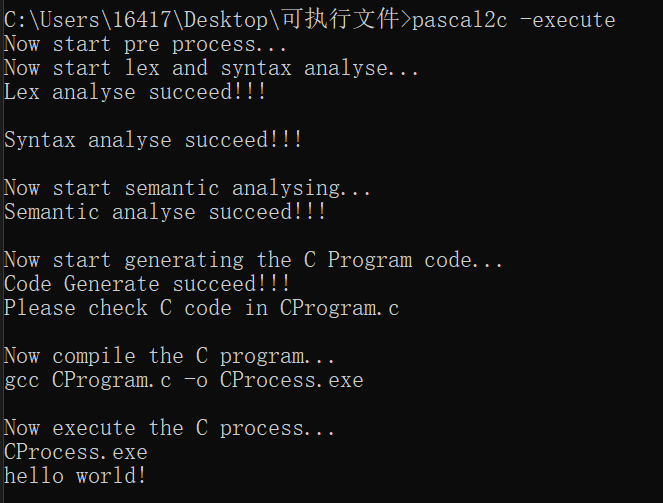 C:\Users\16417\Desktop\可执行文件>pascal2c -execute
Now start pre process...
Now start lex and syntax analyse...
Lex analyse succeed!!!
Syntax analyse succeed!!!
Now start semantic analysing...
Semantic analyse succeed!!!
Now start generating the C Program code...
Code Generate succeed!!!
Please check C code in CProgram.c
Now compile the C program...
gcc CProgram.c -o CProcess.exe
Now execute the C process...
CProcess.exe
hello world!